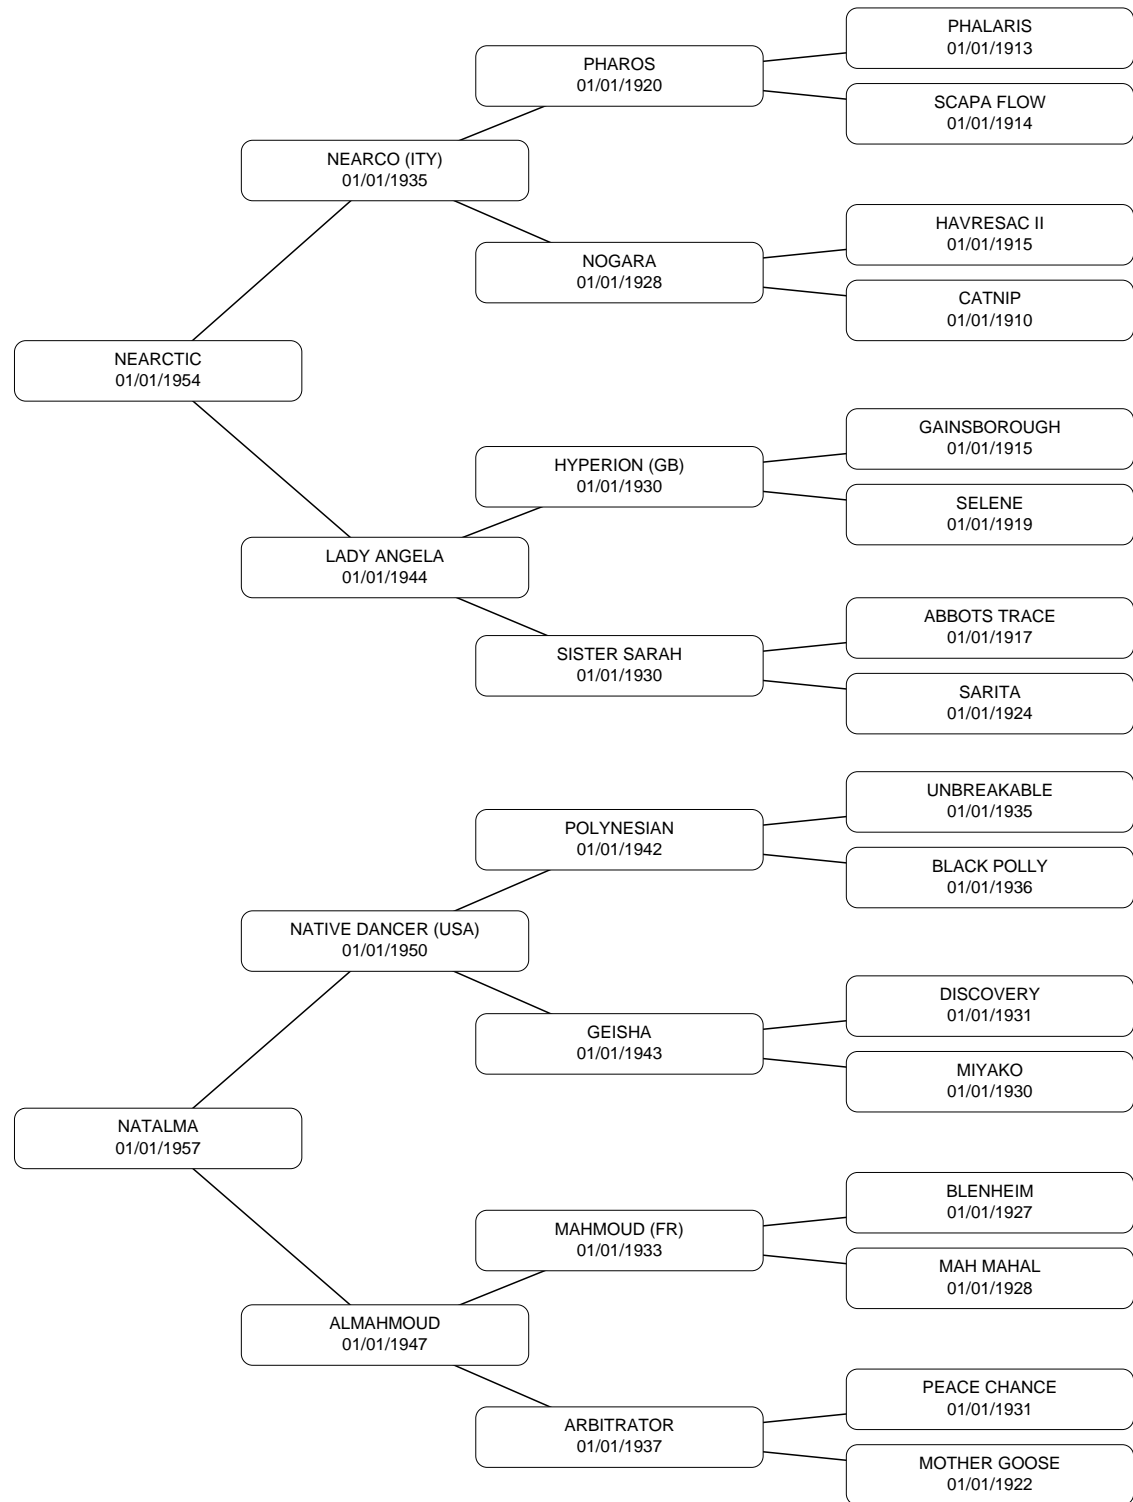 PHALARIS
01/01/1913
PHAROS
01/01/1920
SCAPA FLOW
01/01/1914
NEARCO (ITY)
01/01/1935
HAVRESAC II
01/01/1915
NOGARA
01/01/1928
CATNIP
01/01/1910
NEARCTIC
01/01/1954
GAINSBOROUGH
01/01/1915
HYPERION (GB)
01/01/1930
SELENE
01/01/1919
LADY ANGELA
01/01/1944
ABBOTS TRACE
01/01/1917
SISTER SARAH
01/01/1930
SARITA
01/01/1924
UNBREAKABLE
01/01/1935
POLYNESIAN
01/01/1942
BLACK POLLY
01/01/1936
NATIVE DANCER (USA)
01/01/1950
DISCOVERY
01/01/1931
GEISHA
01/01/1943
MIYAKO
01/01/1930
NATALMA
01/01/1957
BLENHEIM
01/01/1927
MAHMOUD (FR)
01/01/1933
MAH MAHAL
01/01/1928
ALMAHMOUD
01/01/1947
PEACE CHANCE
01/01/1931
ARBITRATOR
01/01/1937
MOTHER GOOSE
01/01/1922